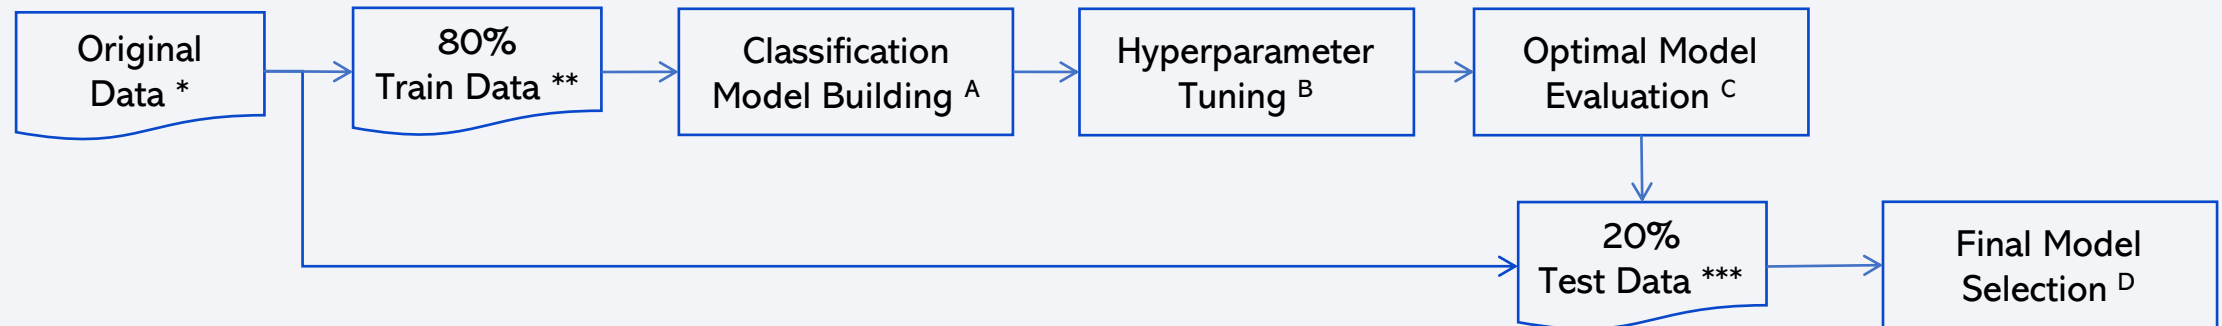 Original
Data *
80%
Train Data **
Classification
Model Building A
Hyperparameter
Tuning B
Optimal Model
Evaluation C
20%
Test Data ***
Final Model
Selection D